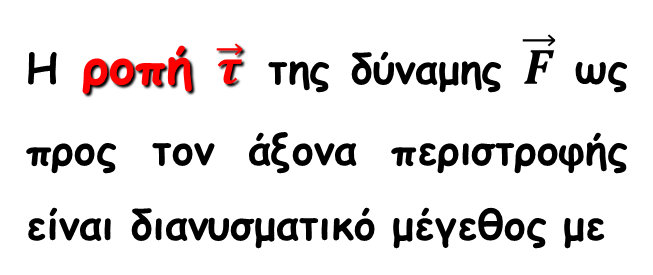 Η ροπή τ⃗ της δύναμης F⃗ ως
προς τον άξονα περιστροφής
είναι διανυσματικό μέγεθος με